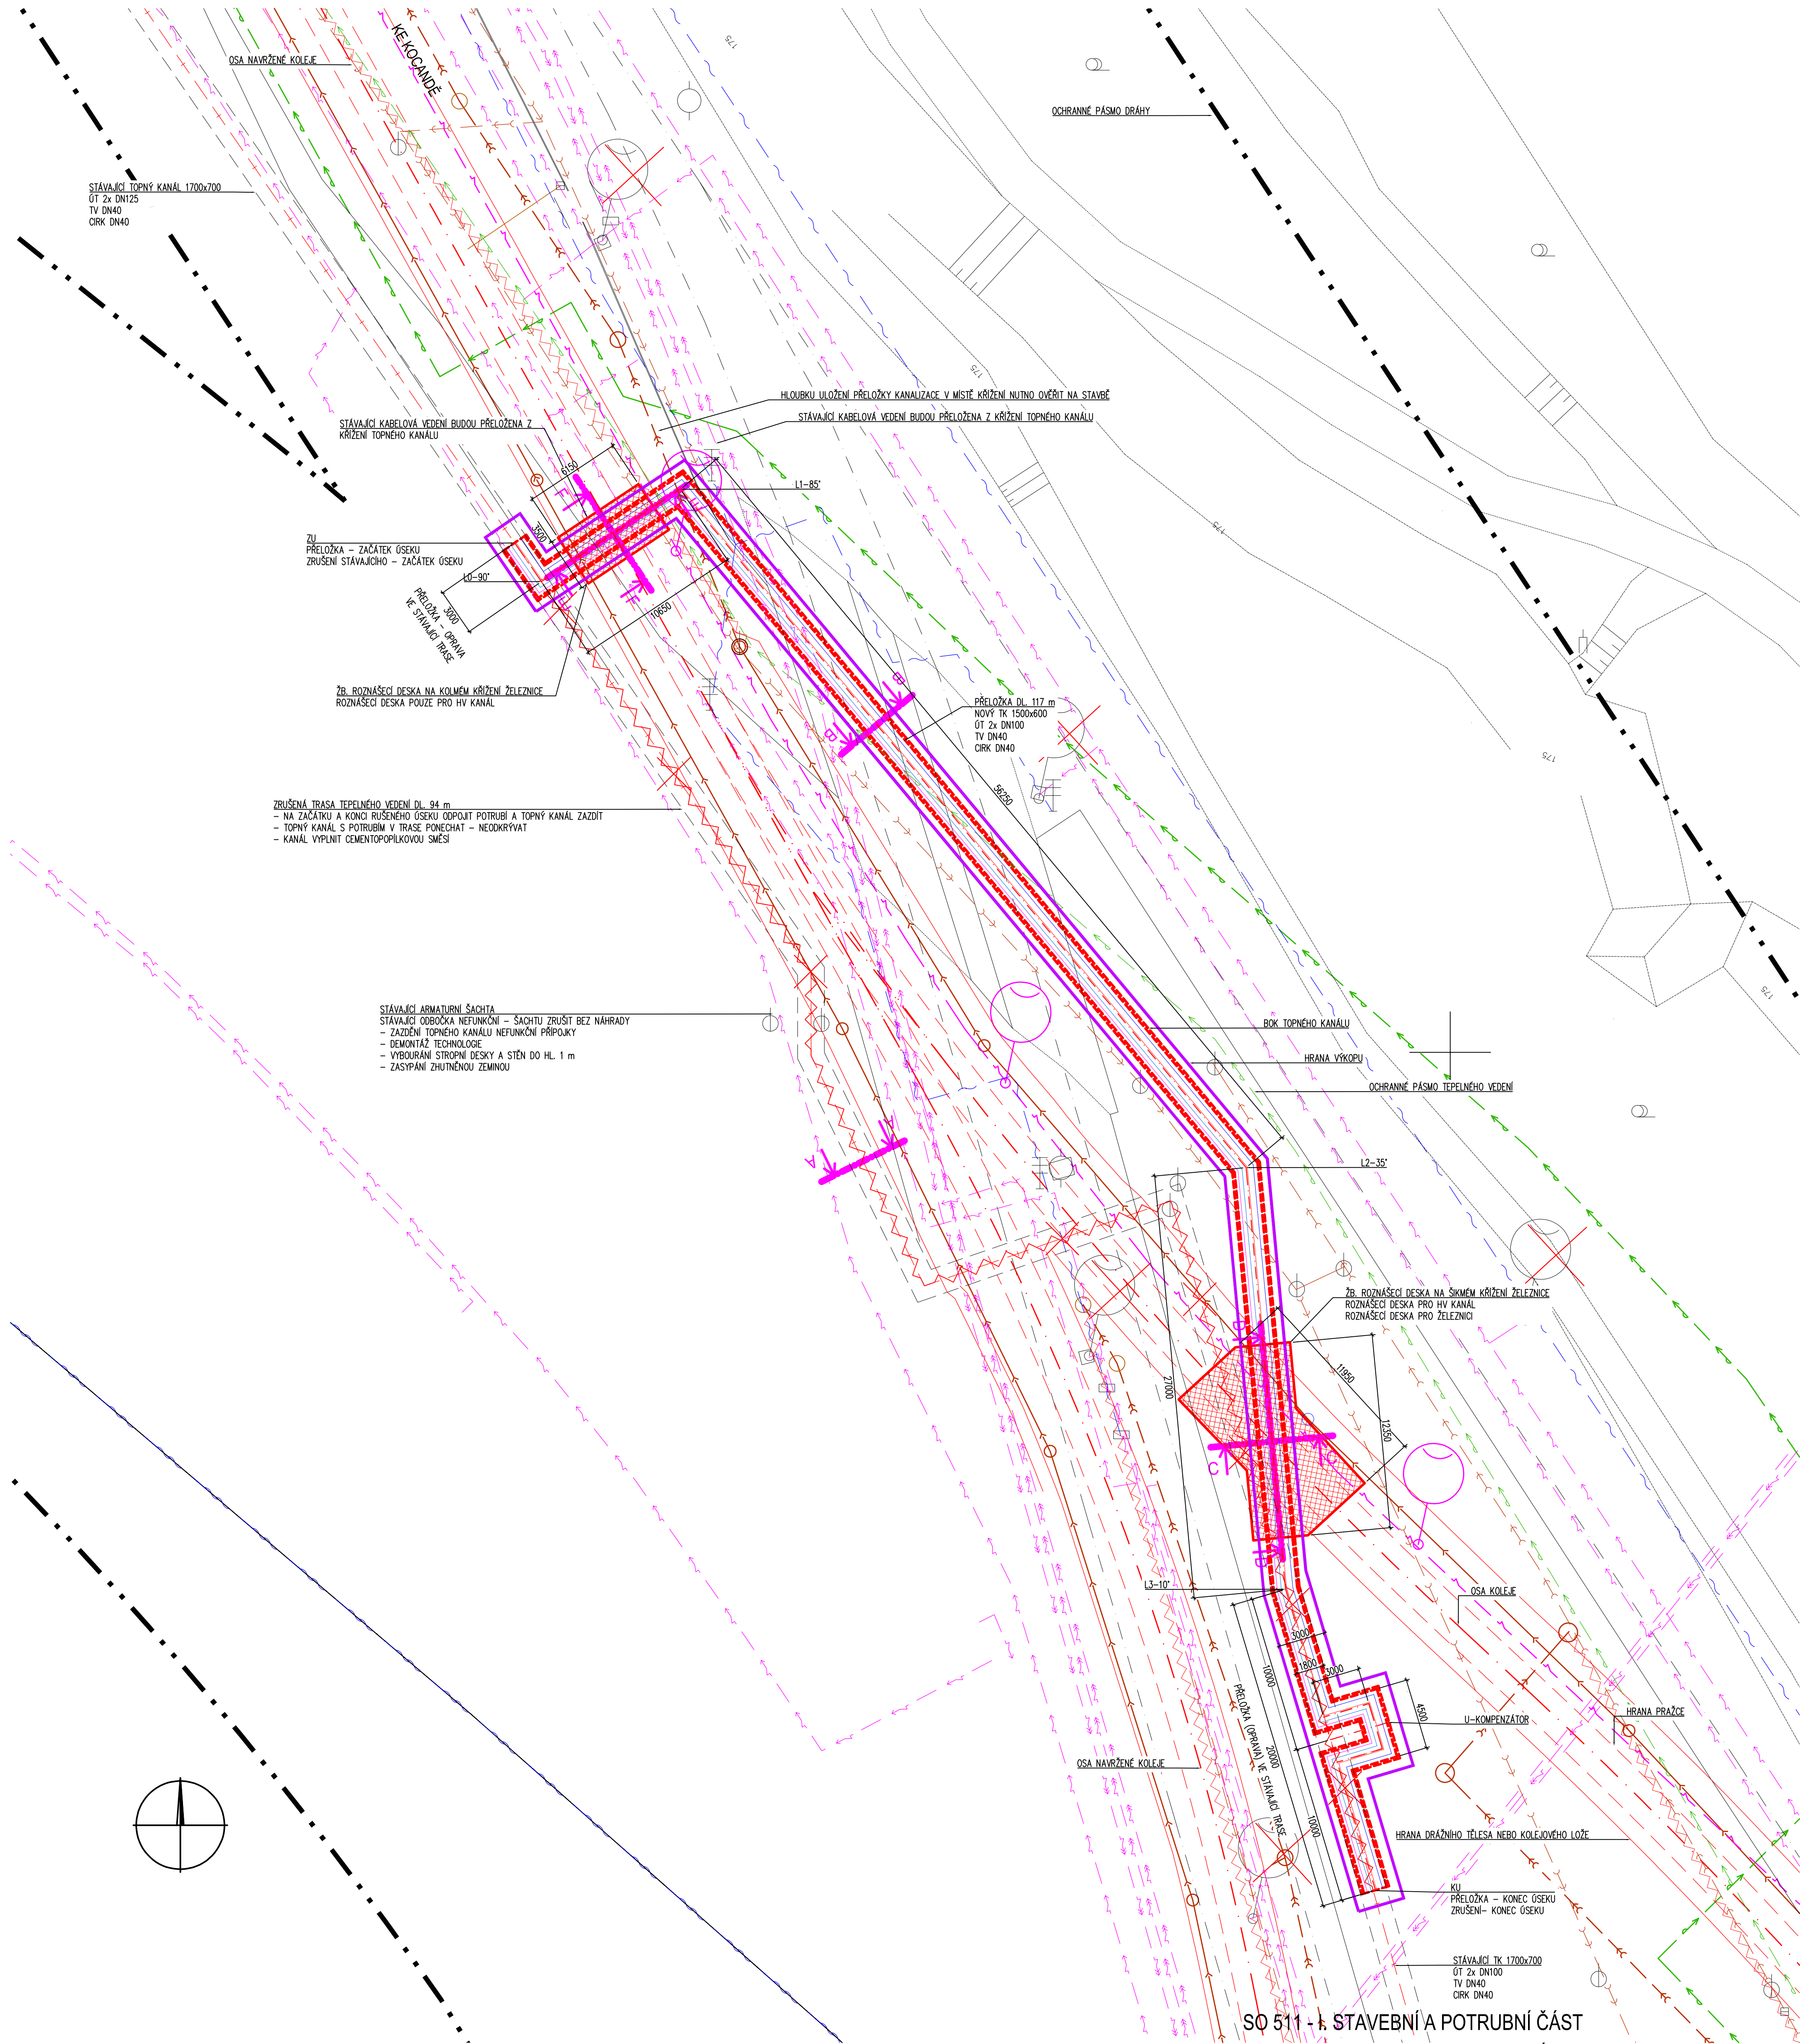 OSA NAVRŽENÉ KOLEJE
KE KOCANDĚ
175
OCHRANNÉ PÁSMO DRÁHY
STÁVAJÍCÍ TOPNÝ KANÁL 1700x700
ÚT 2x DN125
TV DN40
CIRK DN40
175
HLOUBKU ULOŽENÍ PŘELOŽKY KANALIZACE V MÍSTĚ KŘÍŽENÍ NUTNO OVĚŘIT NA STAVBĚ
STÁVAJÍCÍ KABELOVÁ VEDENÍ BUDOU PŘELOŽENA Z KŘÍŽENÍ TOPNÉHO KANÁLU
STÁVAJÍCÍ KABELOVÁ VEDENÍ BUDOU PŘELOŽENA Z
KŘÍŽENÍ TOPNÉHO KANÁLU
6150
L1-85°
175
3500
ZU
PŘELOŽKA – ZAČÁTEK ÚSEKU
ZRUŠENÍ STÁVAJÍCÍHO – ZAČÁTEK ÚSEKU
L0-90°
3000
PŘELOŽKA – OPRAVA
VE STÁVAJÍCÍ TRASE
10650
ŽB. ROZNÁŠECÍ DESKA NA KOLMÉM KŘÍŽENÍ ŽELEZNICE
ROZNÁŠECÍ DESKA POUZE PRO HV KANÁL
B
B
PŘELOŽKA DL. 117 m
NOVÝ TK 1500x600
ÚT 2x DN100
TV DN40
CIRK DN40
175
56250
ZRUŠENÁ TRASA TEPELNÉHO VEDENÍ DL. 94 m
– NA ZAČÁTKU A KONCI RUŠENÉHO ÚSEKU ODPOJIT POTRUBÍ A TOPNÝ KANÁL ZAZDÍT
– TOPNÝ KANÁL S POTRUBÍM V TRASE PONECHAT – NEODKRÝVAT
– KANÁL VYPLNIT CEMENTOPOPÍLKOVOU SMĚSÍ
175
STÁVAJÍCÍ ARMATURNÍ ŠACHTA
STÁVAJÍCÍ ODBOČKA NEFUNKČNÍ – ŠACHTU ZRUŠIT BEZ NÁHRADY
– ZAZDĚNÍ TOPNÉHO KANÁLU NEFUNKČNÍ PŘÍPOJKY
– DEMONTÁŽ TECHNOLOGIE
– VYBOURÁNÍ STROPNÍ DESKY A STĚN DO HL. 1 m
– ZASYPÁNÍ ZHUTNĚNOU ZEMINOU
BOK TOPNÉHO KANÁLU
HRANA VÝKOPU
OCHRANNÉ PÁSMO TEPELNÉHO VEDENÍ
A
A
L2-35°
ŽB. ROZNÁŠECÍ DESKA NA ŠIKMÉM KŘÍŽENÍ ŽELEZNICE
ROZNÁŠECÍ DESKA PRO HV KANÁL
ROZNÁŠECÍ DESKA PRO ŽELEZNICI
D
11950
27000
12350
C
C
D
L3-10°
OSA KOLEJE
3000
1800
3000
10000
4500
U-KOMPENZÁTOR
HRANA PRAŽCE
PŘELOŽKA (OPRAVA) VE STÁVAJÍCÍ TRASE
20000
OSA NAVRŽENÉ KOLEJE
10000
HRANA DRÁŽNÍHO TĚLESA NEBO KOLEJOVÉHO LOŽE
KU
PŘELOŽKA – KONEC ÚSEKU
ZRUŠENÍ– KONEC ÚSEKU
STÁVAJÍCÍ TK 1700x700
ÚT 2x DN100
TV DN40
CIRK DN40
SO 511 - I. STAVEBNÍ A POTRUBNÍ ČÁST